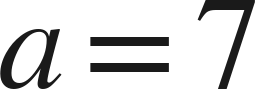 a = 7